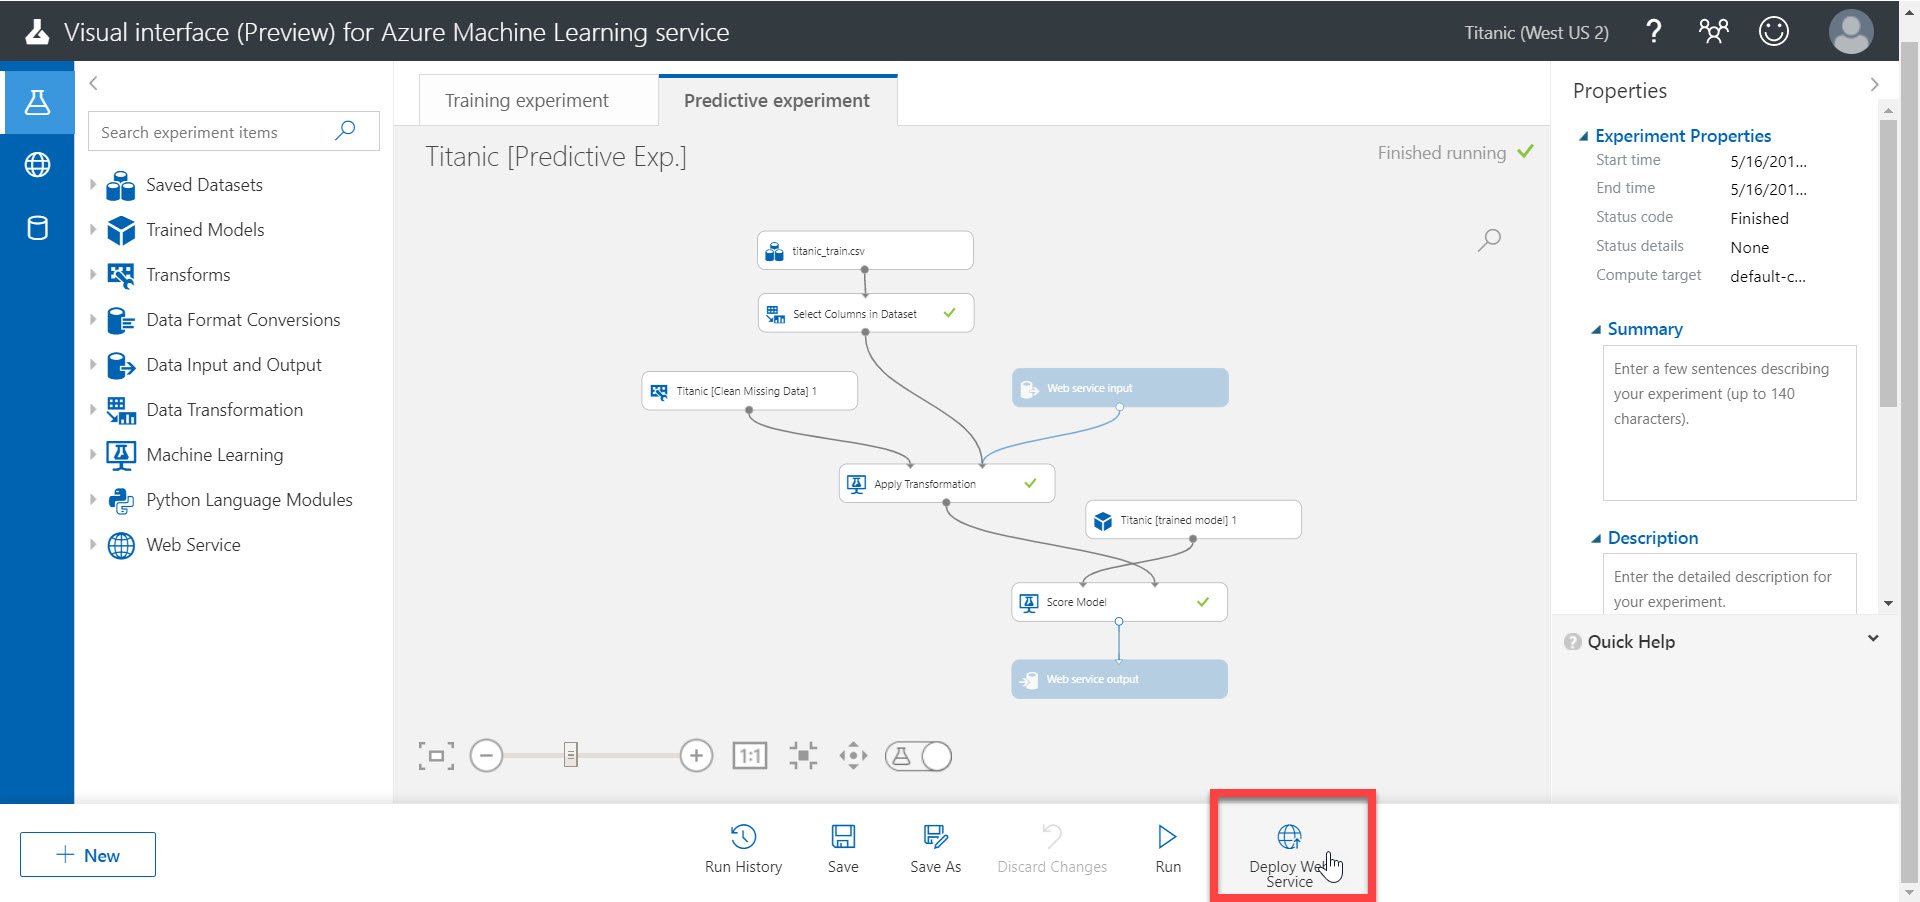 Visual interface (Preview) for Azure Machine Learning service
Titanic (West US 2)
Search experiment items
Saved Datasets
Trained Models
Transforms
Data Format Conversions
Data Input and Output
Data Transformation
Machine Learning
Python Language Modules
Web Service
Training experiment
Predictive experiment
Titanic [Predictive Exp.]
Finished running
titanic_train.csv
Select Columns in Dataset
Titanic [Clean Missing Data] 1
Web service input
Apply Transformation
Titanic [trained model] 1
Score Model
Web service output
1:1
Properties
Experiment Properties
Start time 5/16/201...
End time 5/16/201...
Status code Finished
Status details None
Compute target default-c...
Summary
Enter a few sentences describing
your experiment (up to 140
characters).
Description
Enter the detailed description for
your experiment.
Quick Help
New
Run History
Save
Save As
Discard Changes
Run
Deploy Web
Service